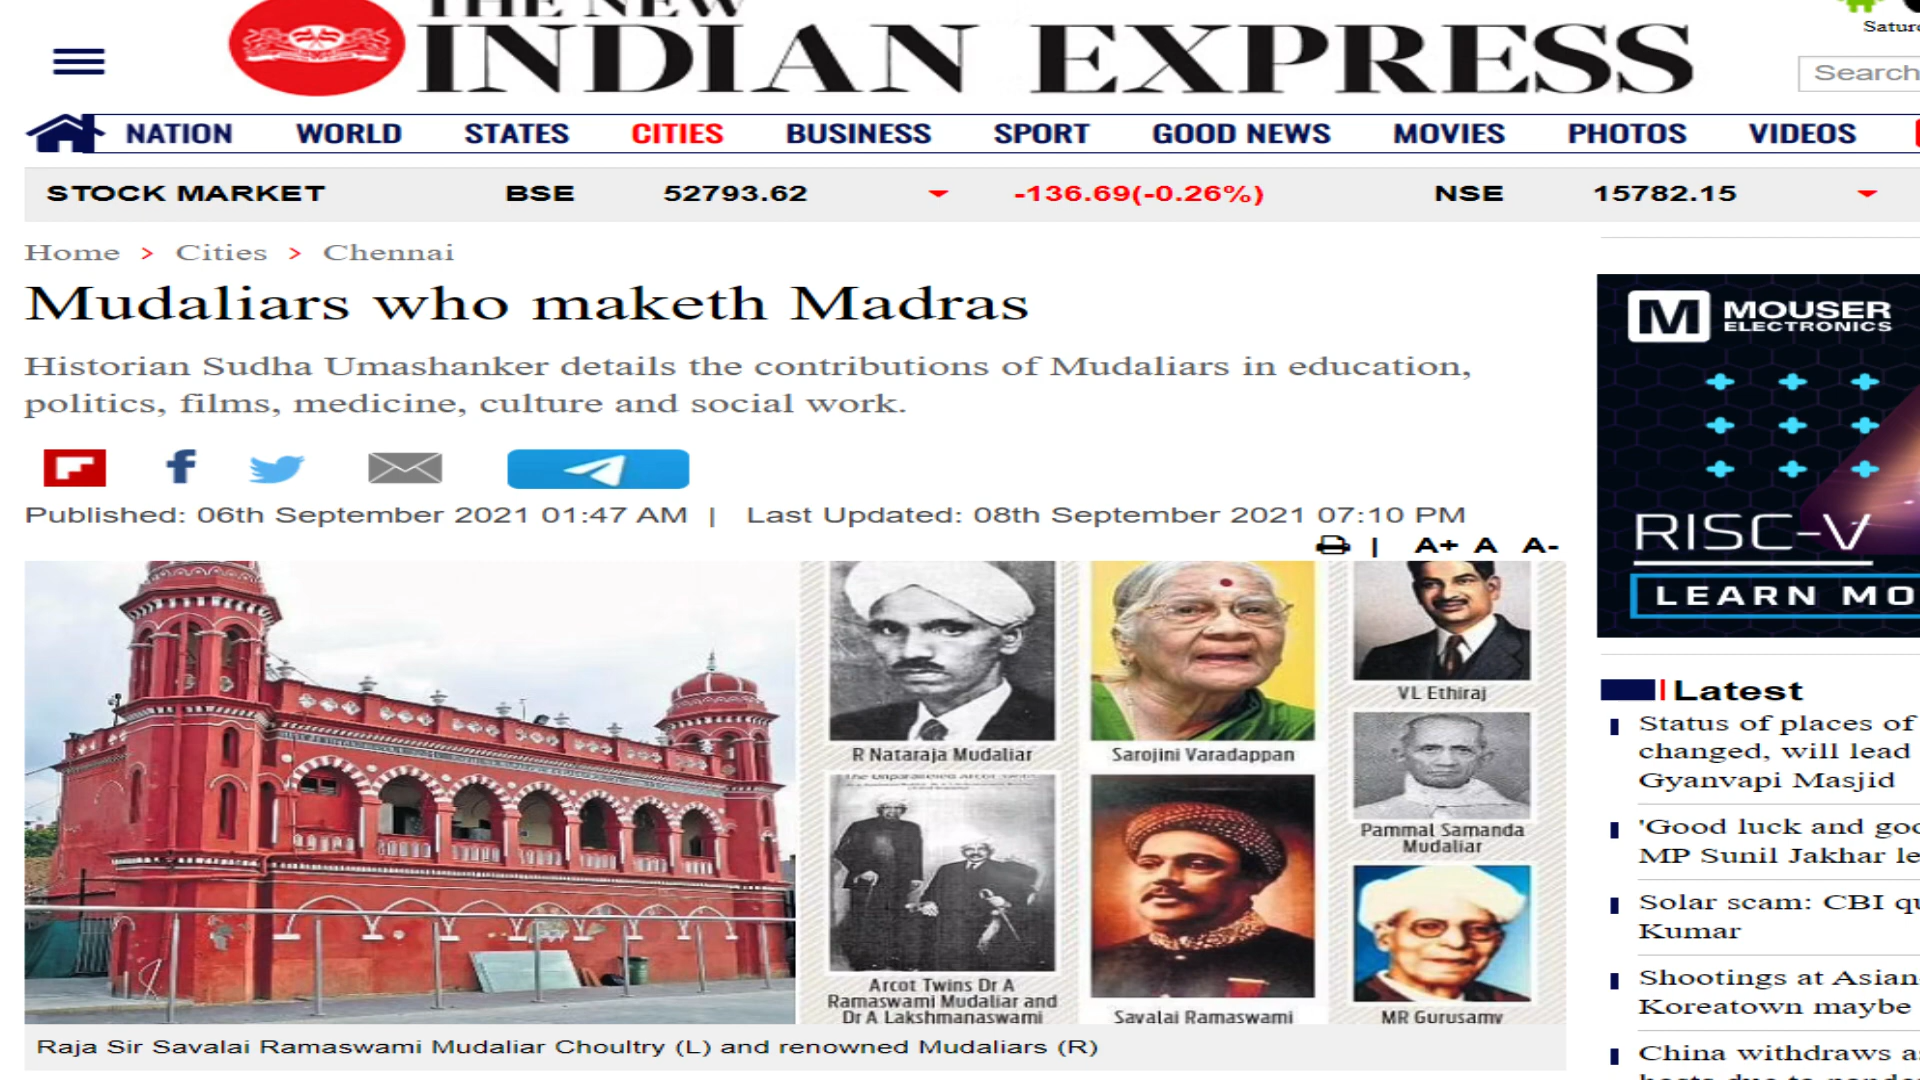 THE NEW
INDIAN EXPRESS
Search
NATION WORLD STATES CITIES BUSINESS SPORT GOOD NEWS MOVIES PHOTOS VIDEOS
STOCK MARKET BSE 52793.62 -136.69(-0.26%) NSE 15782.15
Home > Cities > Chennai
Mudaliars who maketh Madras
Historian Sudha Umashanker details the contributions of Mudaliars in education,
politics, films, medicine, culture and social work.
Published: 06th September 2021 01:47 AM | Last Updated: 08th September 2021 07:10 PM
| A+ A A-
R Nataraja Mudaliar
Sarojini Varadappan
VL Ethiraj
Pammal Samanda
Mudaliar
Arcot Twins Dr A
Ramaswami Mudaliar and
Dr A Lakshmanaswami
Savalai Ramaswami
MR Gurusamy
Raja Sir Savalai Ramaswami Mudaliar Choultry (L) and renowned Mudaliars (R)
M MOUSER
ELECTRONICS
RISC-V
LEARN MO
Latest
Status of places of
changed, will lead
Gyanvapi Masjid
'Good luck and goo
MP Sunil Jakhar le
Solar scam: CBI qu
Kumar
Shootings at Asian
Koreatown maybe
China withdraws as